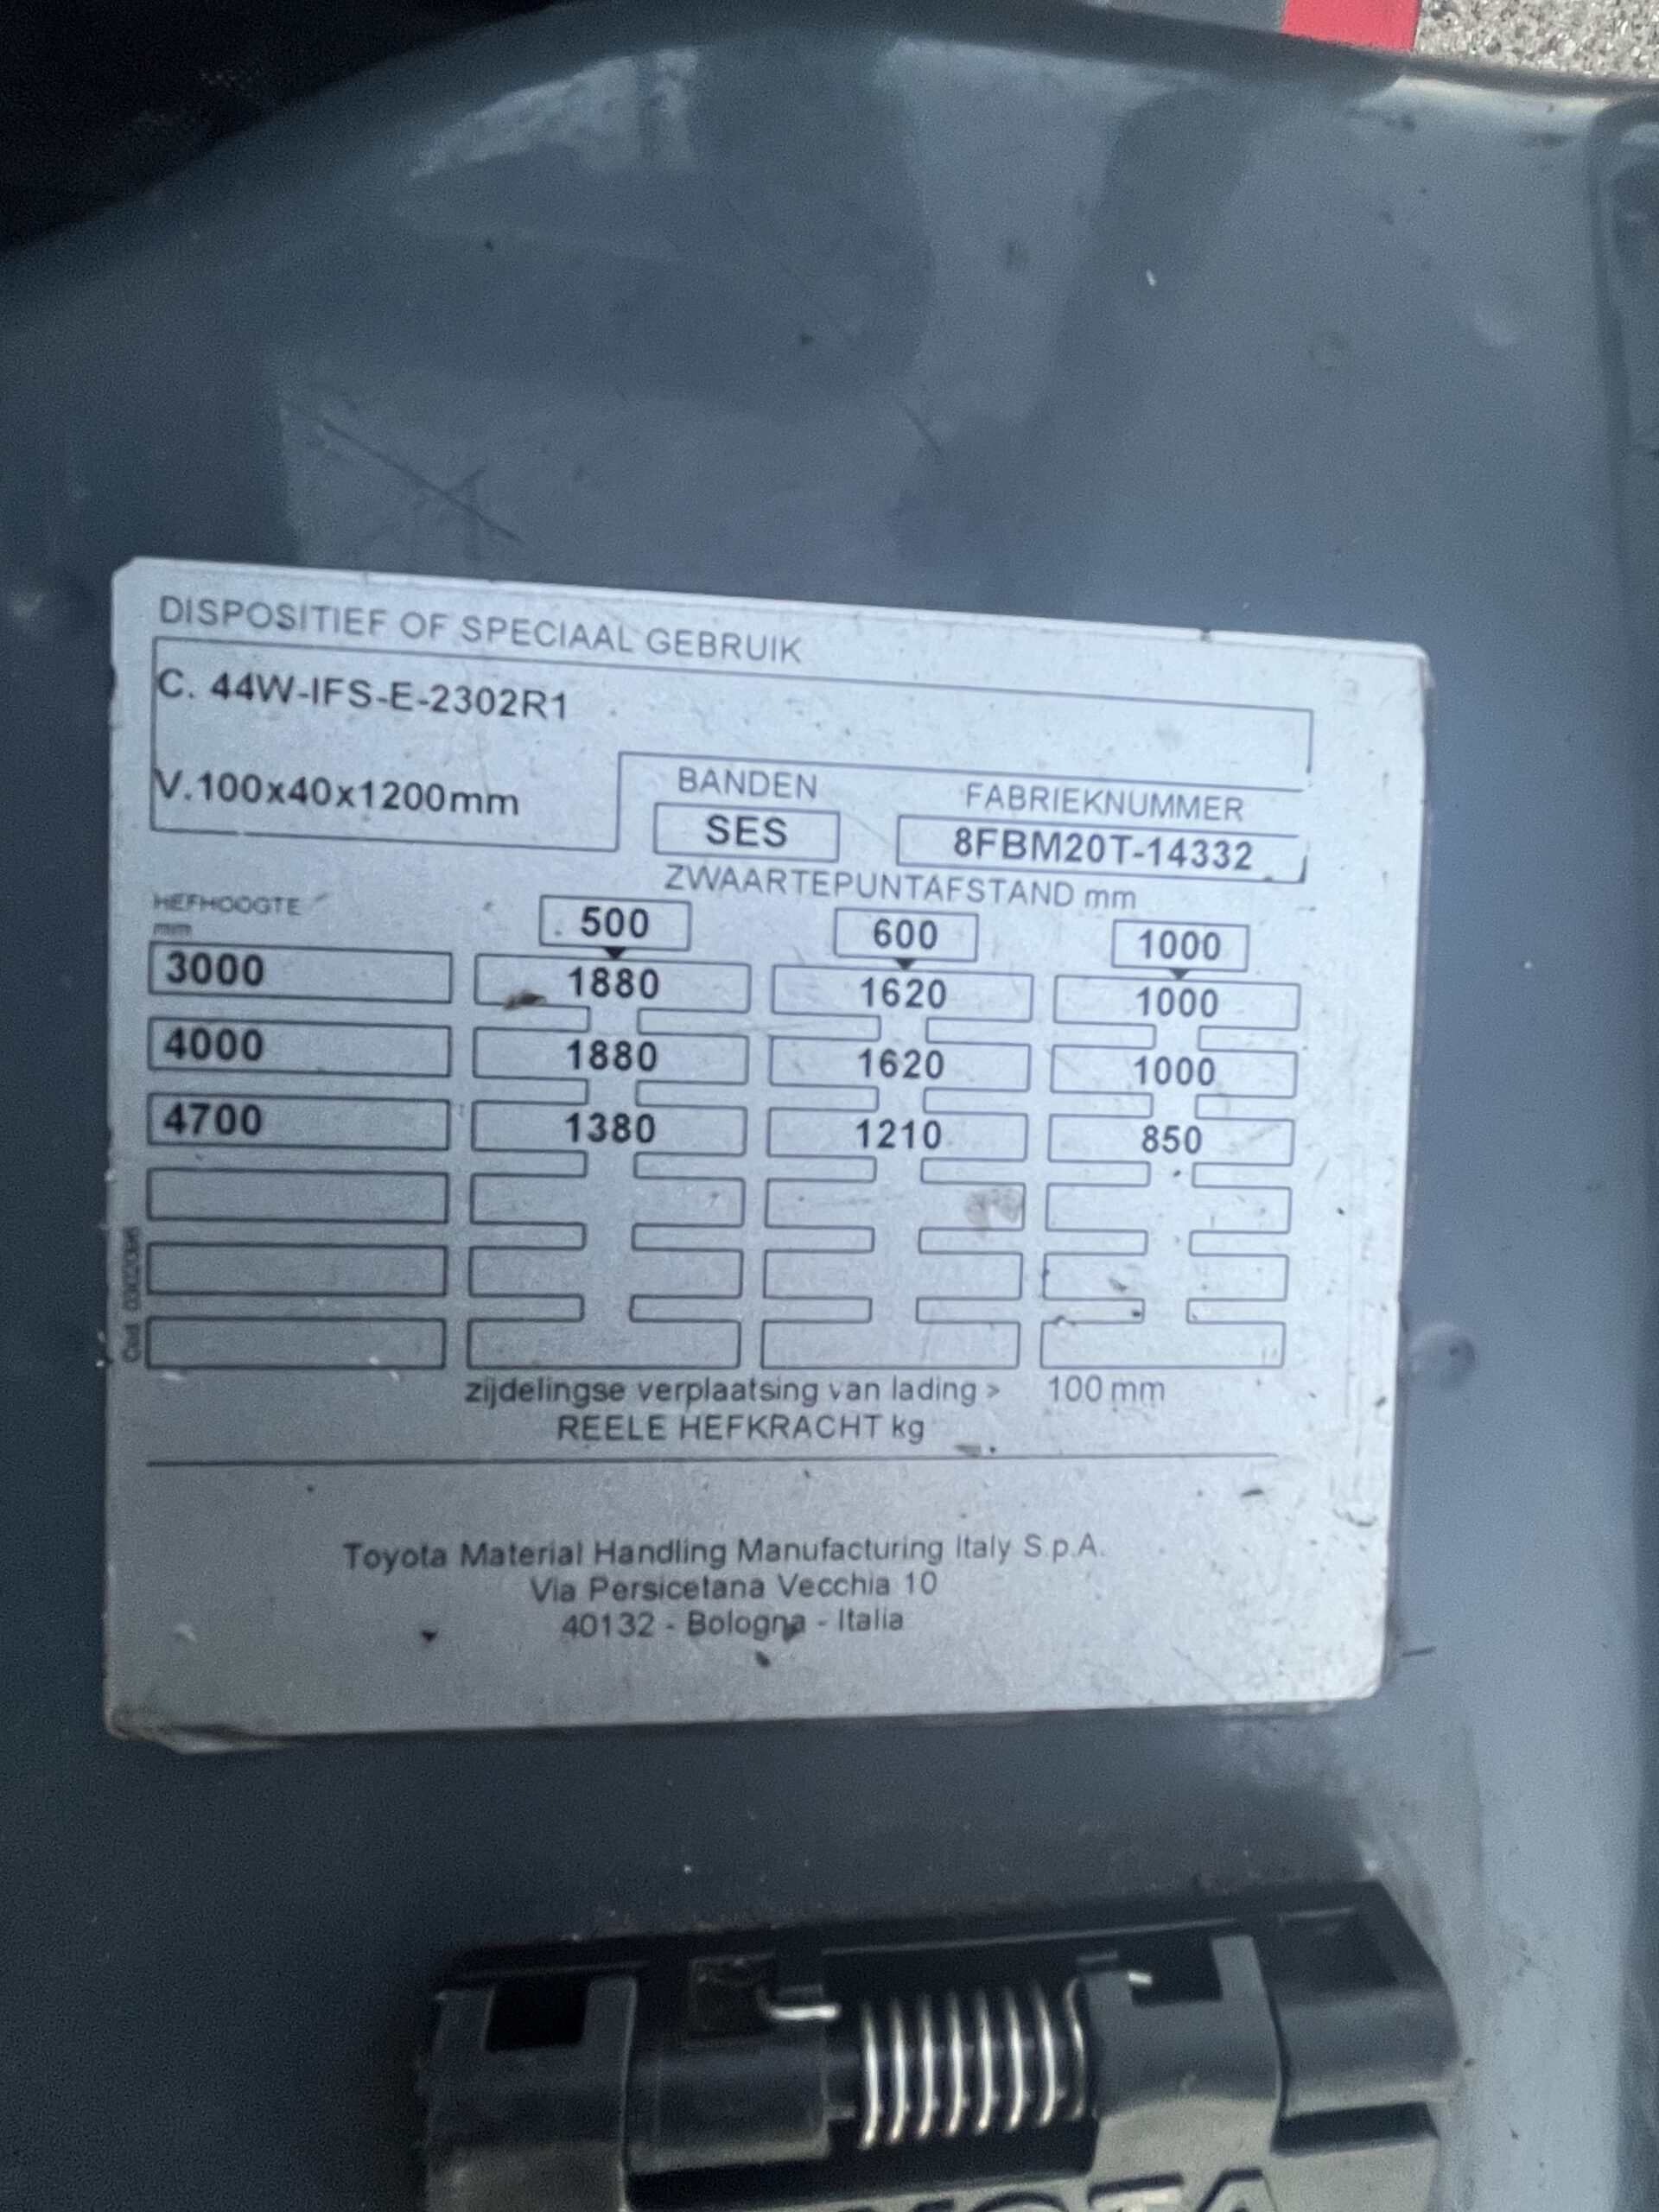 DISPOSITIEF OF SPECIAAL GEBRUIK
C. 44W-IFS-E-2302R1
V.100x40x1200mm
BANDEN
SES
FABRIEKNUMMER
8FBM20T-14332
ZWAARTEPUNTAFSTAND mm
HEFHOOGTE
mm
500 600 1000
3000 1880 1620 1000
4000 1880 1620 1000
4700 1380 1210 850
zijdelingse verplaatsing van lading > 100 mm
REELE HEFKRACHT kg
Toyota Material Handling Manufacturing Italy S.p.A.
Via Persicetana Vecchia 10
40132 - Bologna - Italia